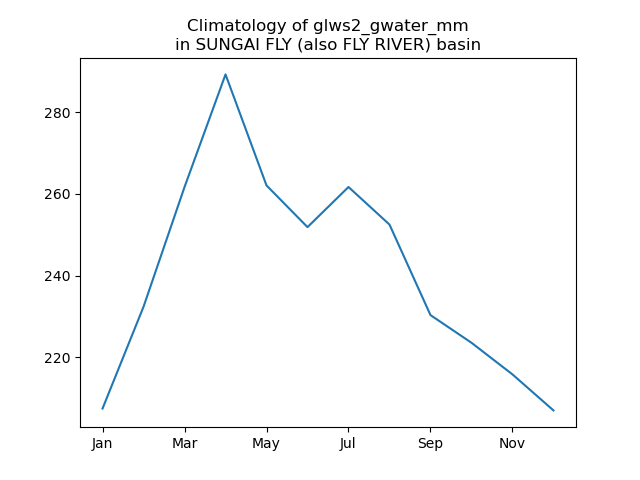 Climatology of glws2_gwater_mm
in SUNGAI FLY (also FLY RIVER) basin
280
260
240
220
Jan Mar May Jul Sep Nov